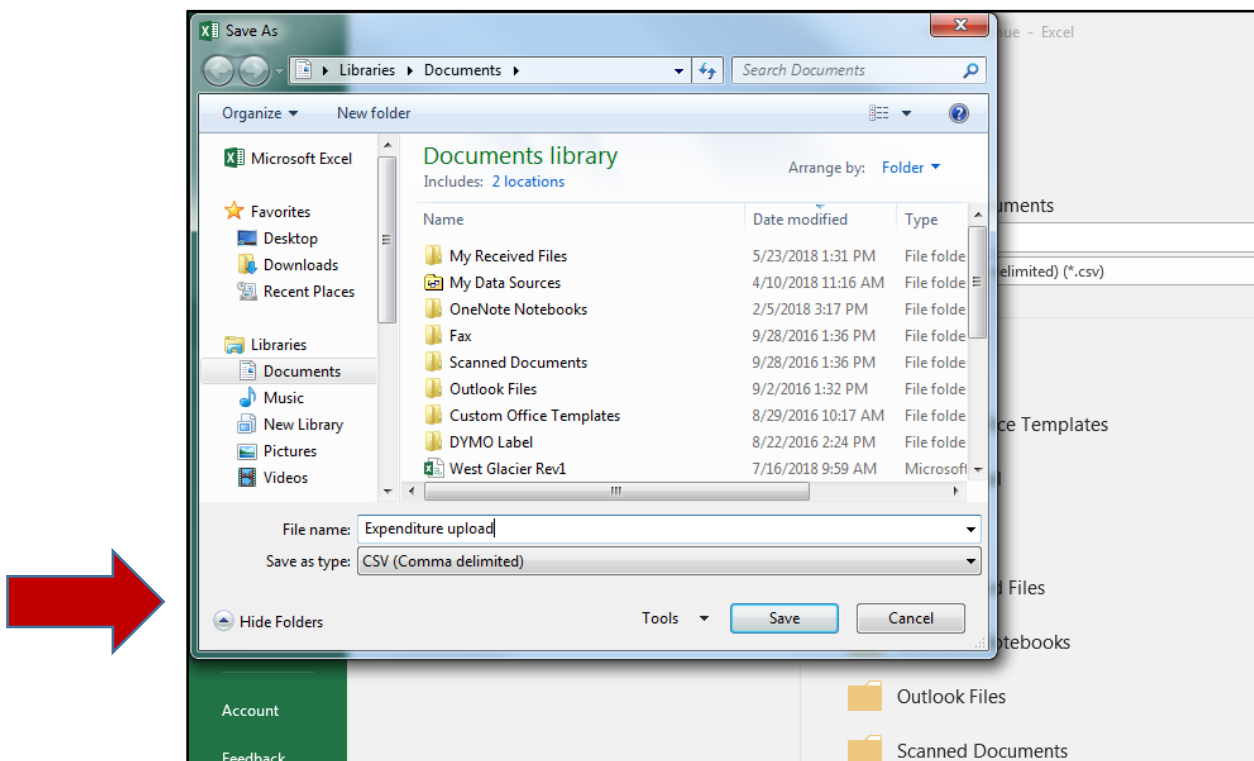 Save As
nue - Excel
Libraries Documents
Search Documents
Organize New folder
Microsoft Excel
Favorites
Desktop
Downloads
Recent Places
Libraries
Documents
Music
New Library
Pictures
Videos
Documents library
Includes: 2 locations
Arrange by: Folder
Name Date modified Type
My Received Files 5/23/2018 1:31 PM File folde
My Data Sources 4/10/2018 11:16 AM File folde
OneNote Notebooks 2/5/2018 3:17 PM File folde
Fax 9/28/2016 1:36 PM File folde
Scanned Documents 9/28/2016 1:36 PM File folde
Outlook Files 9/2/2016 1:32 PM File folde
Custom Office Templates 8/29/2016 10:17 AM File folde
DYMO Label 8/22/2016 2:24 PM File folde
West Glacier Rev1 7/16/2018 9:59 AM Microsoft
File name: Expenditure upload
Save as type: CSV (Comma delimited)
Hide Folders
Tools Save Cancel
uments
elimited) (*.csv)
ce Templates
d Files
otebooks
Outlook Files
Scanned Documents
Account
Feedback